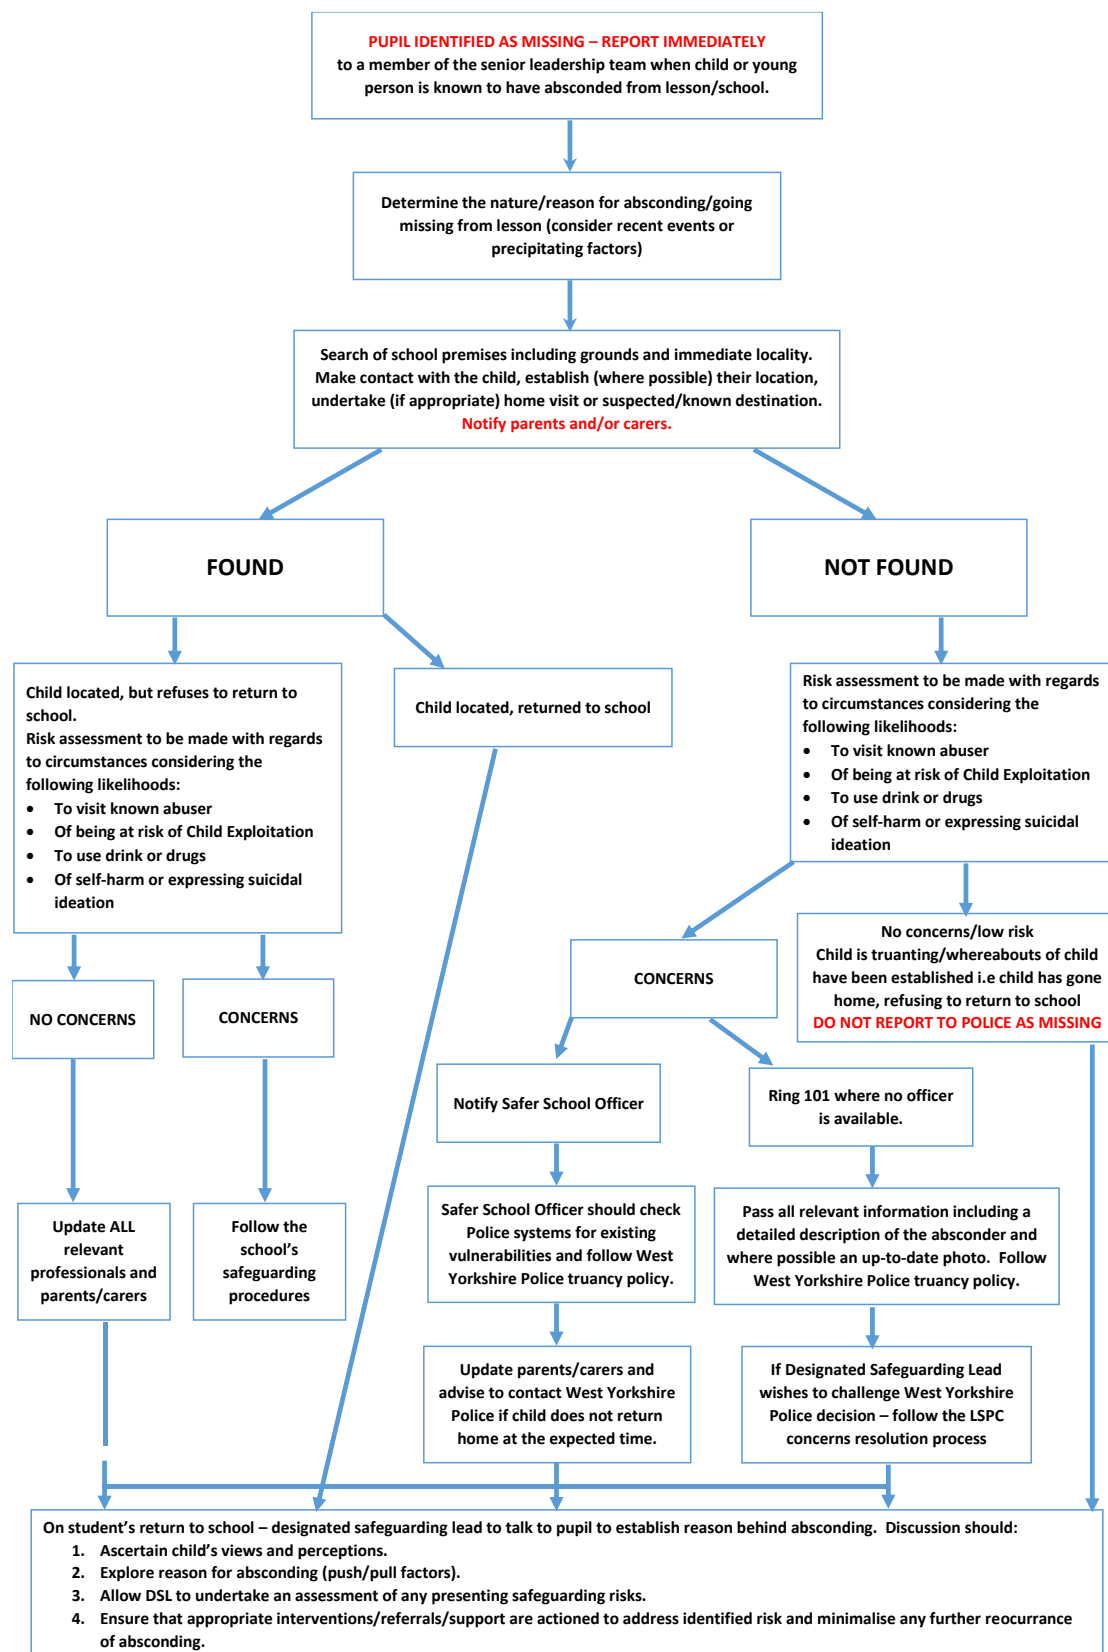 PUPIL IDENTIFIED AS MISSING – REPORT IMMEDIATELY
to a member of the senior leadership team when child or young
person is known to have absconded from lesson/school.
Determine the nature/reason for absconding/going
missing from lesson (consider recent events or
precipitating factors)
Search of school premises including grounds and immediate locality.
Make contact with the child, establish (where possible) their location,
undertake (if appropriate) home visit or suspected/known destination.
Notify parents and/or carers.
FOUND
NOT FOUND
Child located, but refuses to return to
school.
Risk assessment to be made with regards
to circumstances considering the
following likelihoods:
• To visit known abuser
• Of being at risk of Child Exploitation
• To use drink or drugs
• Of self-harm or expressing suicidal
ideation
Child located, returned to school
Risk assessment to be made with regards
to circumstances considering the
following likelihoods:
• To visit known abuser
• Of being at risk of Child Exploitation
• To use drink or drugs
• Of self-harm or expressing suicidal
ideation
NO CONCERNS
CONCERNS
CONCERNS
No concerns/low risk
Child is truanting/whereabouts of child
have been established i.e child has gone
home, refusing to return to school
DO NOT REPORT TO POLICE AS MISSING
Notify Safer School Officer
Ring 101 where no officer
is available.
Update ALL
relevant
professionals and
parents/carers
Follow the
school's
safeguarding
procedures
Safer School Officer should check
Police systems for existing
vulnerabilities and follow West
Yorkshire Police truancy policy.
Pass all relevant information including a
detailed description of the absconder and
where possible an up-to-date photo. Follow
West Yorkshire Police truancy policy.
Update parents/carers and
advise to contact West Yorkshire
Police if child does not return
home at the expected time.
If Designated Safeguarding Lead
wishes to challenge West Yorkshire
Police decision – follow the LSPC
concerns resolution process
On student's return to school – designated safeguarding lead to talk to pupil to establish reason behind absconding. Discussion should:
1. Ascertain child's views and perceptions.
2. Explore reason for absconding (push/pull factors).
3. Allow DSL to undertake an assessment of any presenting safeguarding risks.
4. Ensure that appropriate interventions/referrals/support are actioned to address identified risk and minimalise any further reocurrance
of absconding.